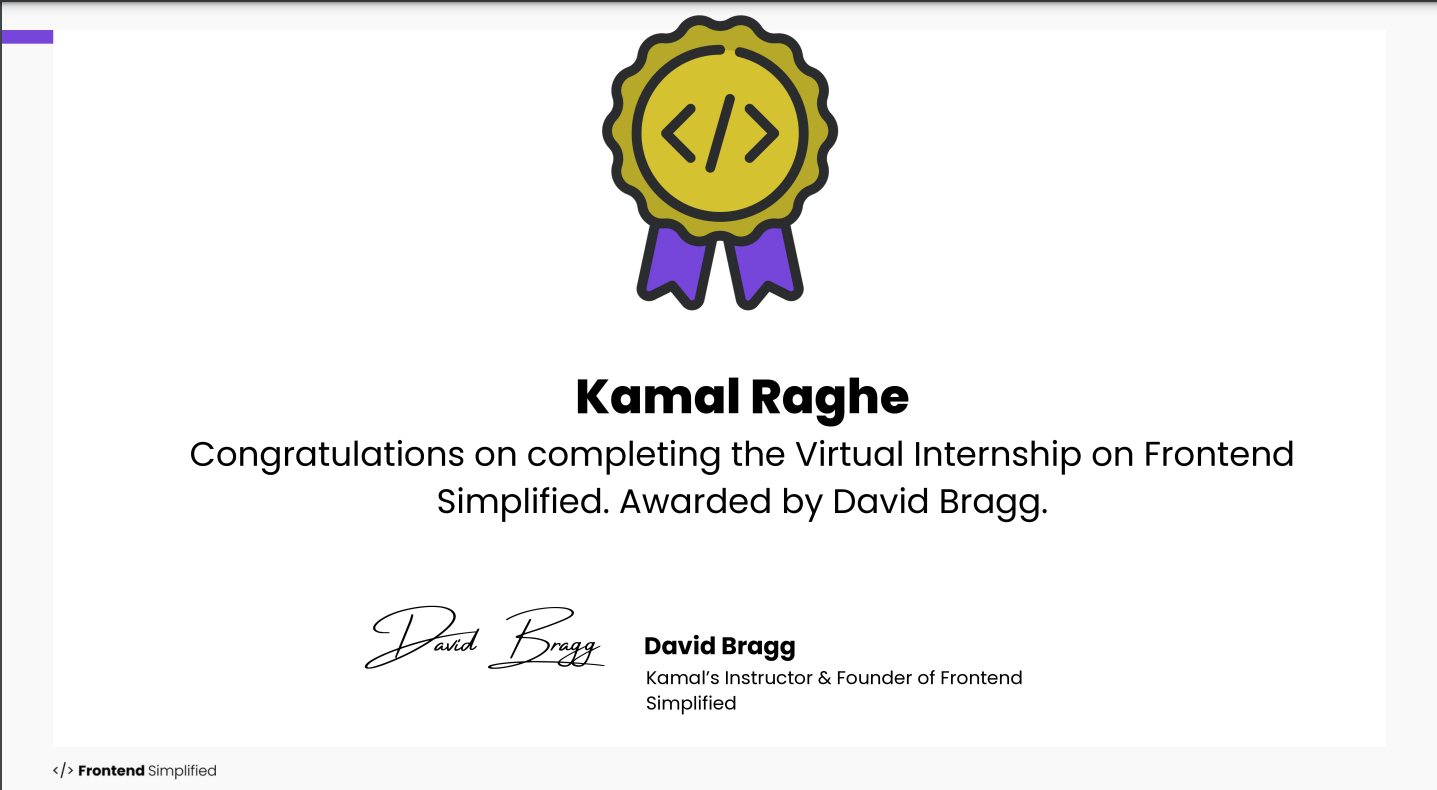 </>
Kamal Raghe
Congratulations on completing the Virtual Internship on Frontend
Simplified. Awarded by David Bragg.
David Bragg
David Bragg
Kamal’s Instructor & Founder of Frontend
Simplified
</> Frontend Simplified